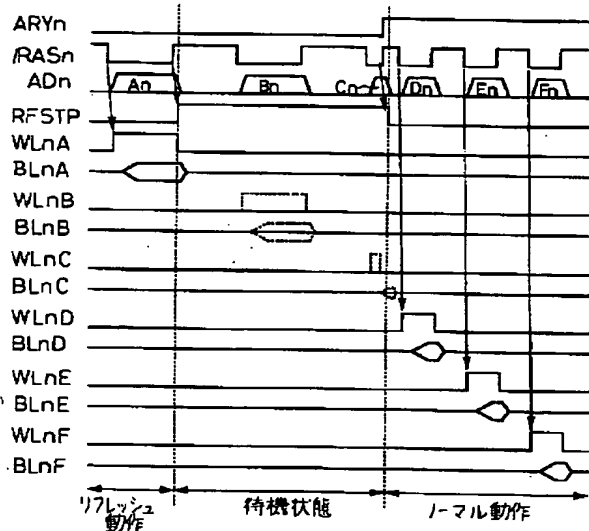 ARYn
/RASn
ADn An Bn Cn Dn En Fn
RFSTP
WLnA
BLnA
WLnB
BLnB
WLnC
BLnC
WLnD
BLnD
WLnE
BLnE
WLnF
BLnF
リフレッシュ 待機状態 ノーマル動作
動作